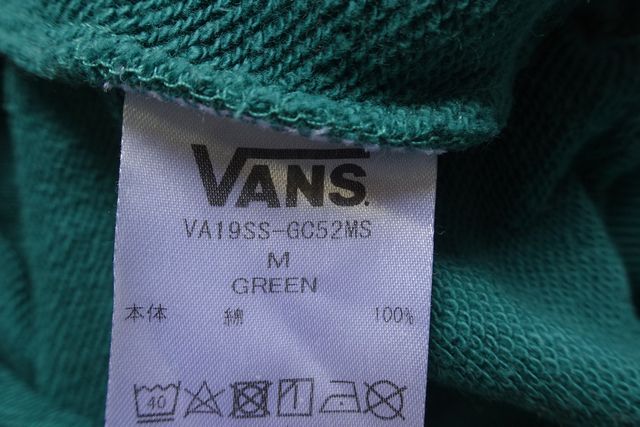 VANS
VA19SS-GC52MS
M
GREEN
本体 綿 100%
40